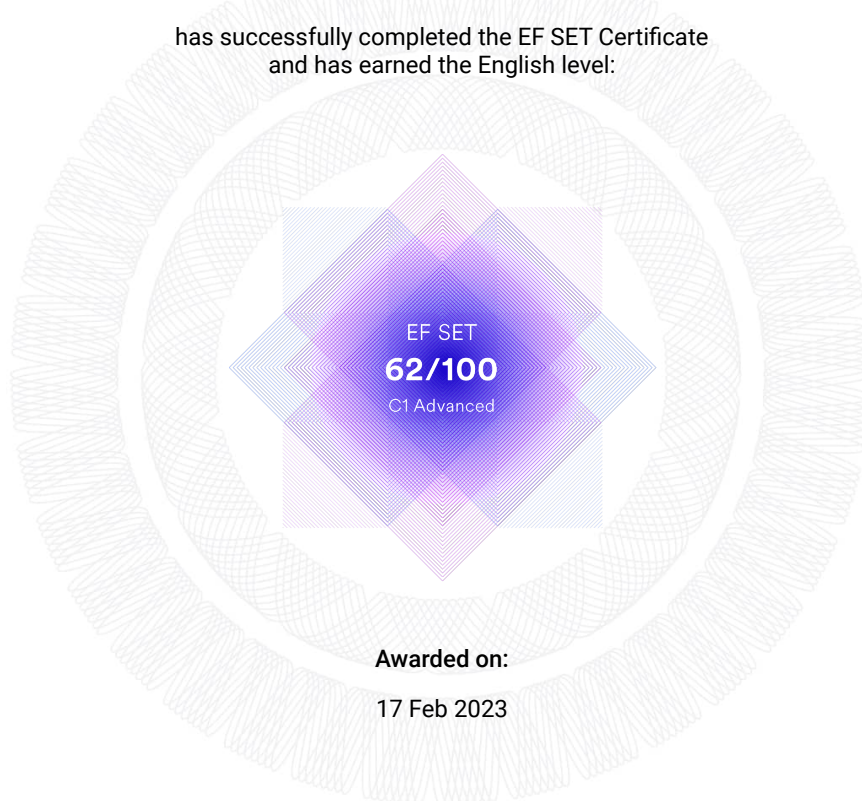 has successfully completed the EF SET Certificate
and has earned the English level:
EF SET
62/100
C1 Advanced
Awarded on:
17 Feb 2023